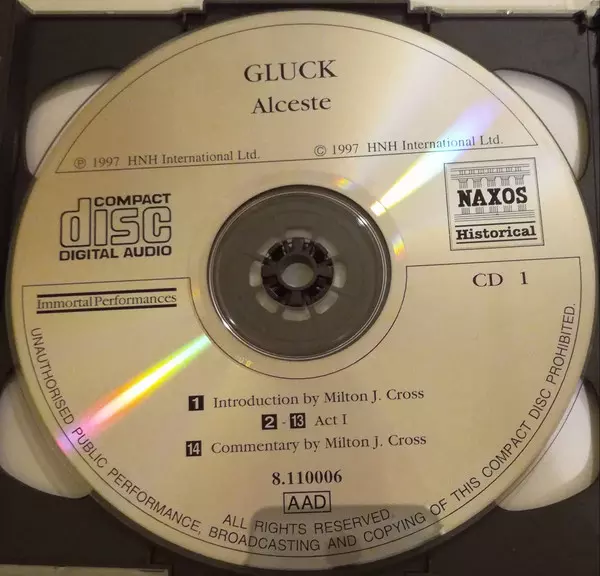 GLUCK
Alceste
℗ 1997 HNH International Ltd.
© 1997 HNH International Ltd.
COMPACT
disc
DIGITAL AUDIO
NAXOS
Historical
Immortal Performances
CD 1
1 Introduction by Milton J. Cross
2 - 13 Act I
14 Commentary by Milton J. Cross
8.110006
AAD
ALL RIGHTS RESERVED.
UNAUTHORISED PUBLIC PERFORMANCE, BROADCASTING AND COPYING OF THIS COMPACT DISC PROHIBITED.